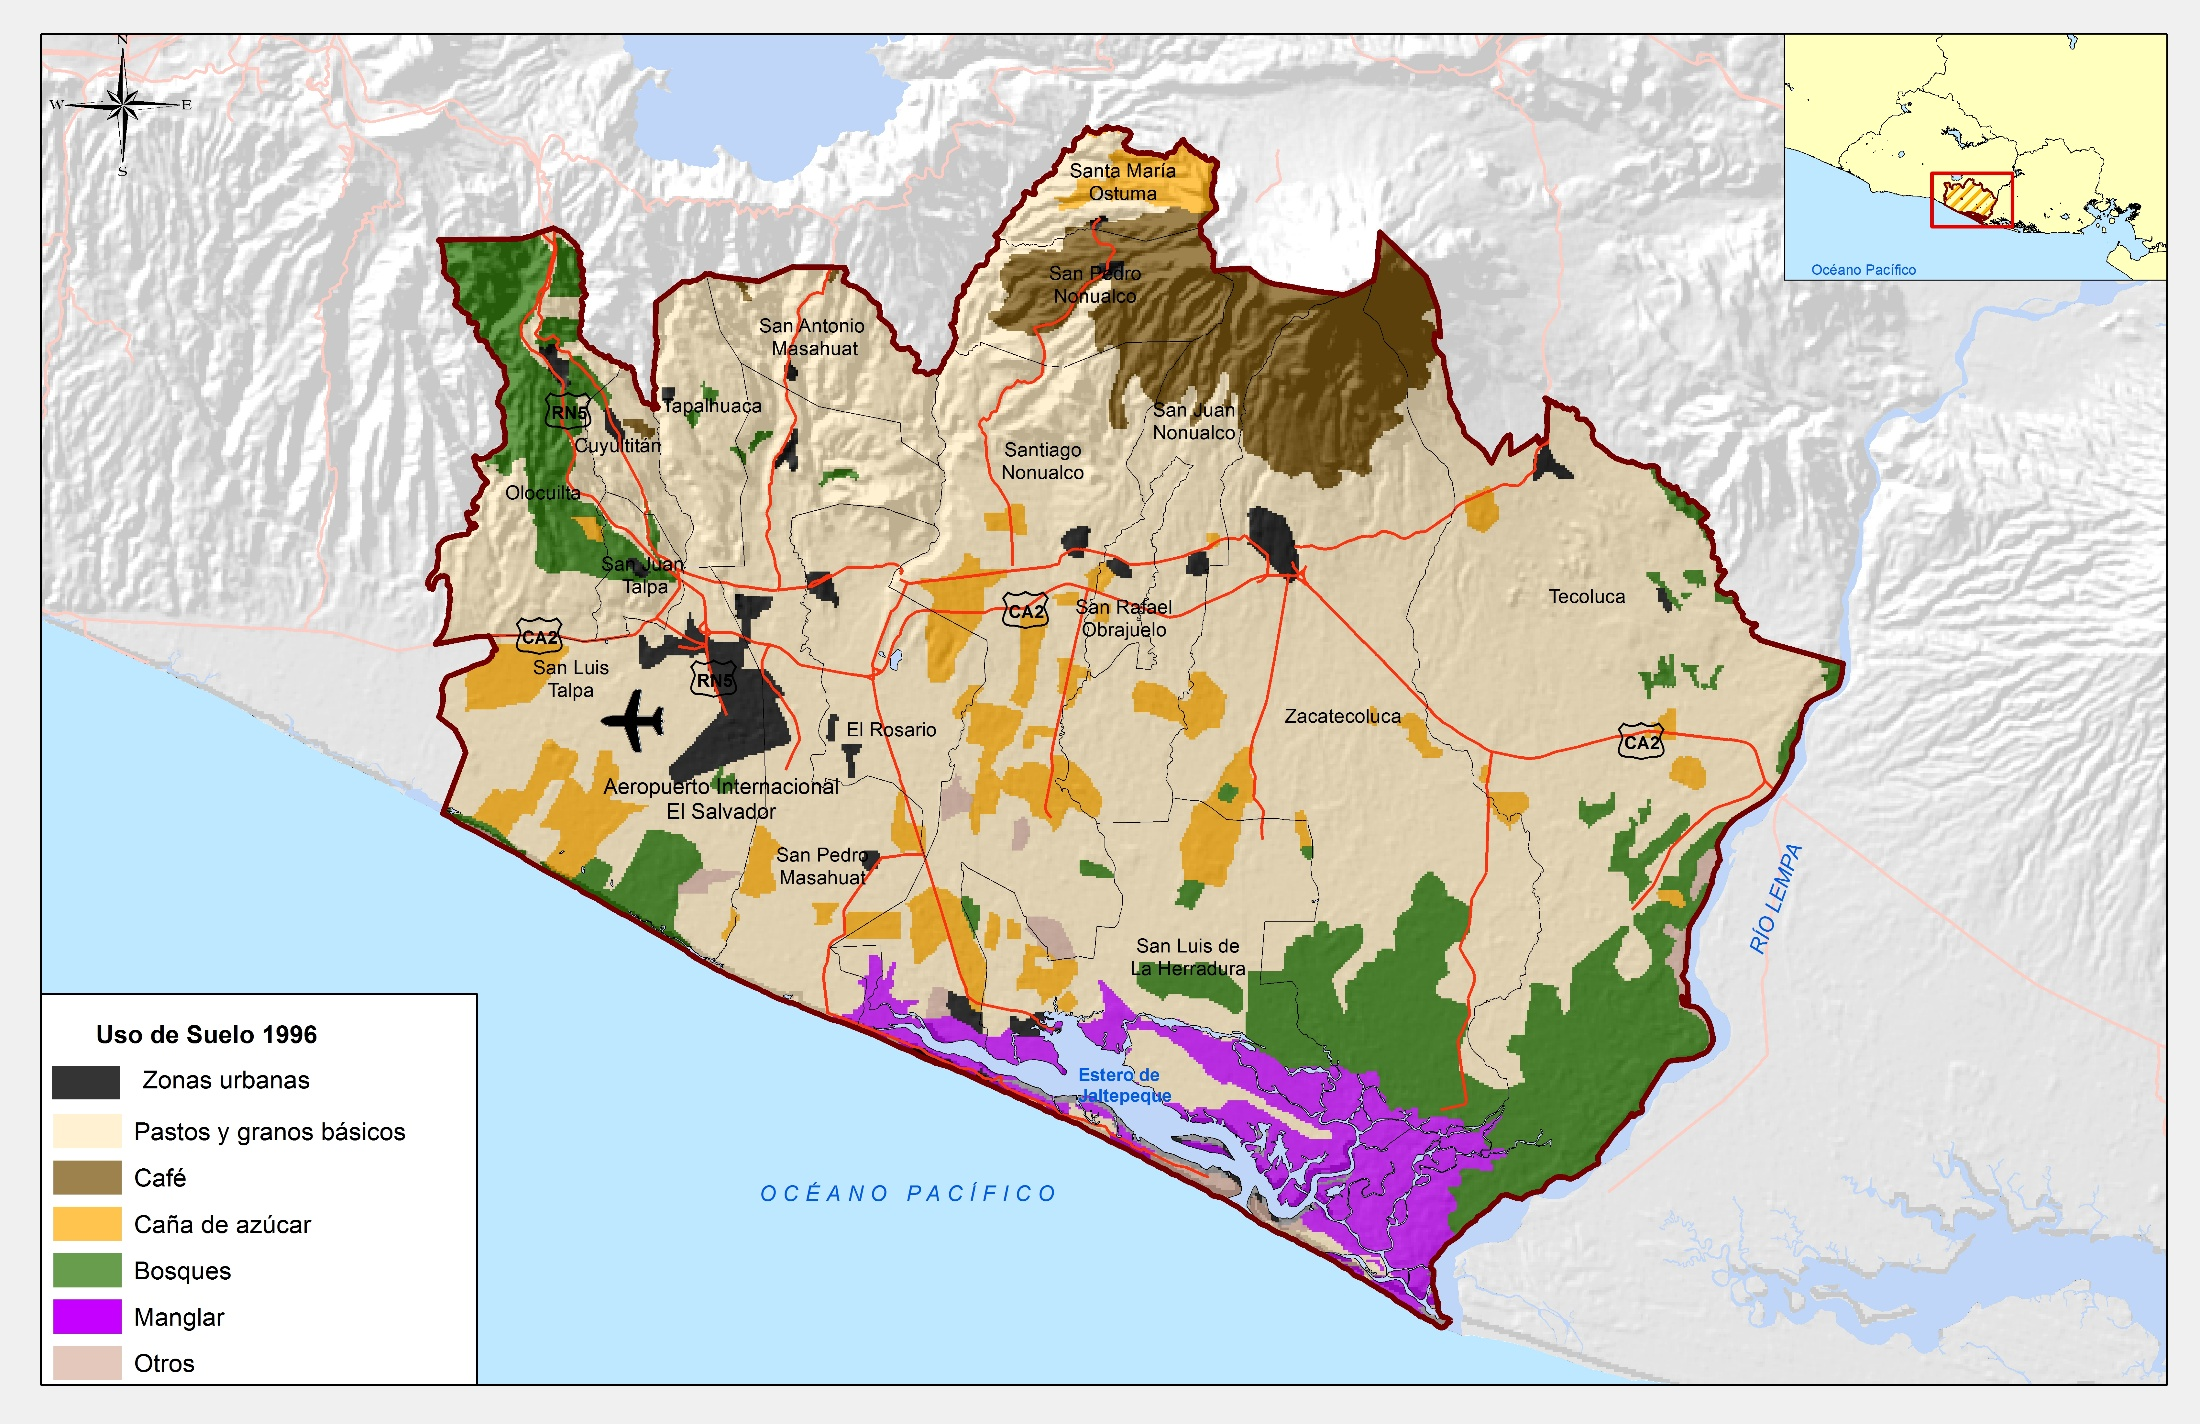 N
W E
S
Océano Pacífico
Santa María
Ostuma
San Pedro
Nonualco
San Antonio
Masahuat
Tapalhuaca
RN5
San Juan
Nonualco
Cuyultitán
Santiago
Nonualco
Olocuilta
San Juan
Talpa
Tecoluca
CA2
San Rafael
Obrajuelo
CA2
San Luis
Talpa
RN5
Zacatecoluca
El Rosario
CA2
Aeropuerto Internacional
El Salvador
San Pedro
Masahuat
RÍO LEMPA
San Luis de
La Herradura
Estero de
Jaltepeque
OCÉANO PACÍFICO
Uso de Suelo 1996
Zonas urbanas
Pastos y granos básicos
Café
Caña de azúcar
Bosques
Manglar
Otros